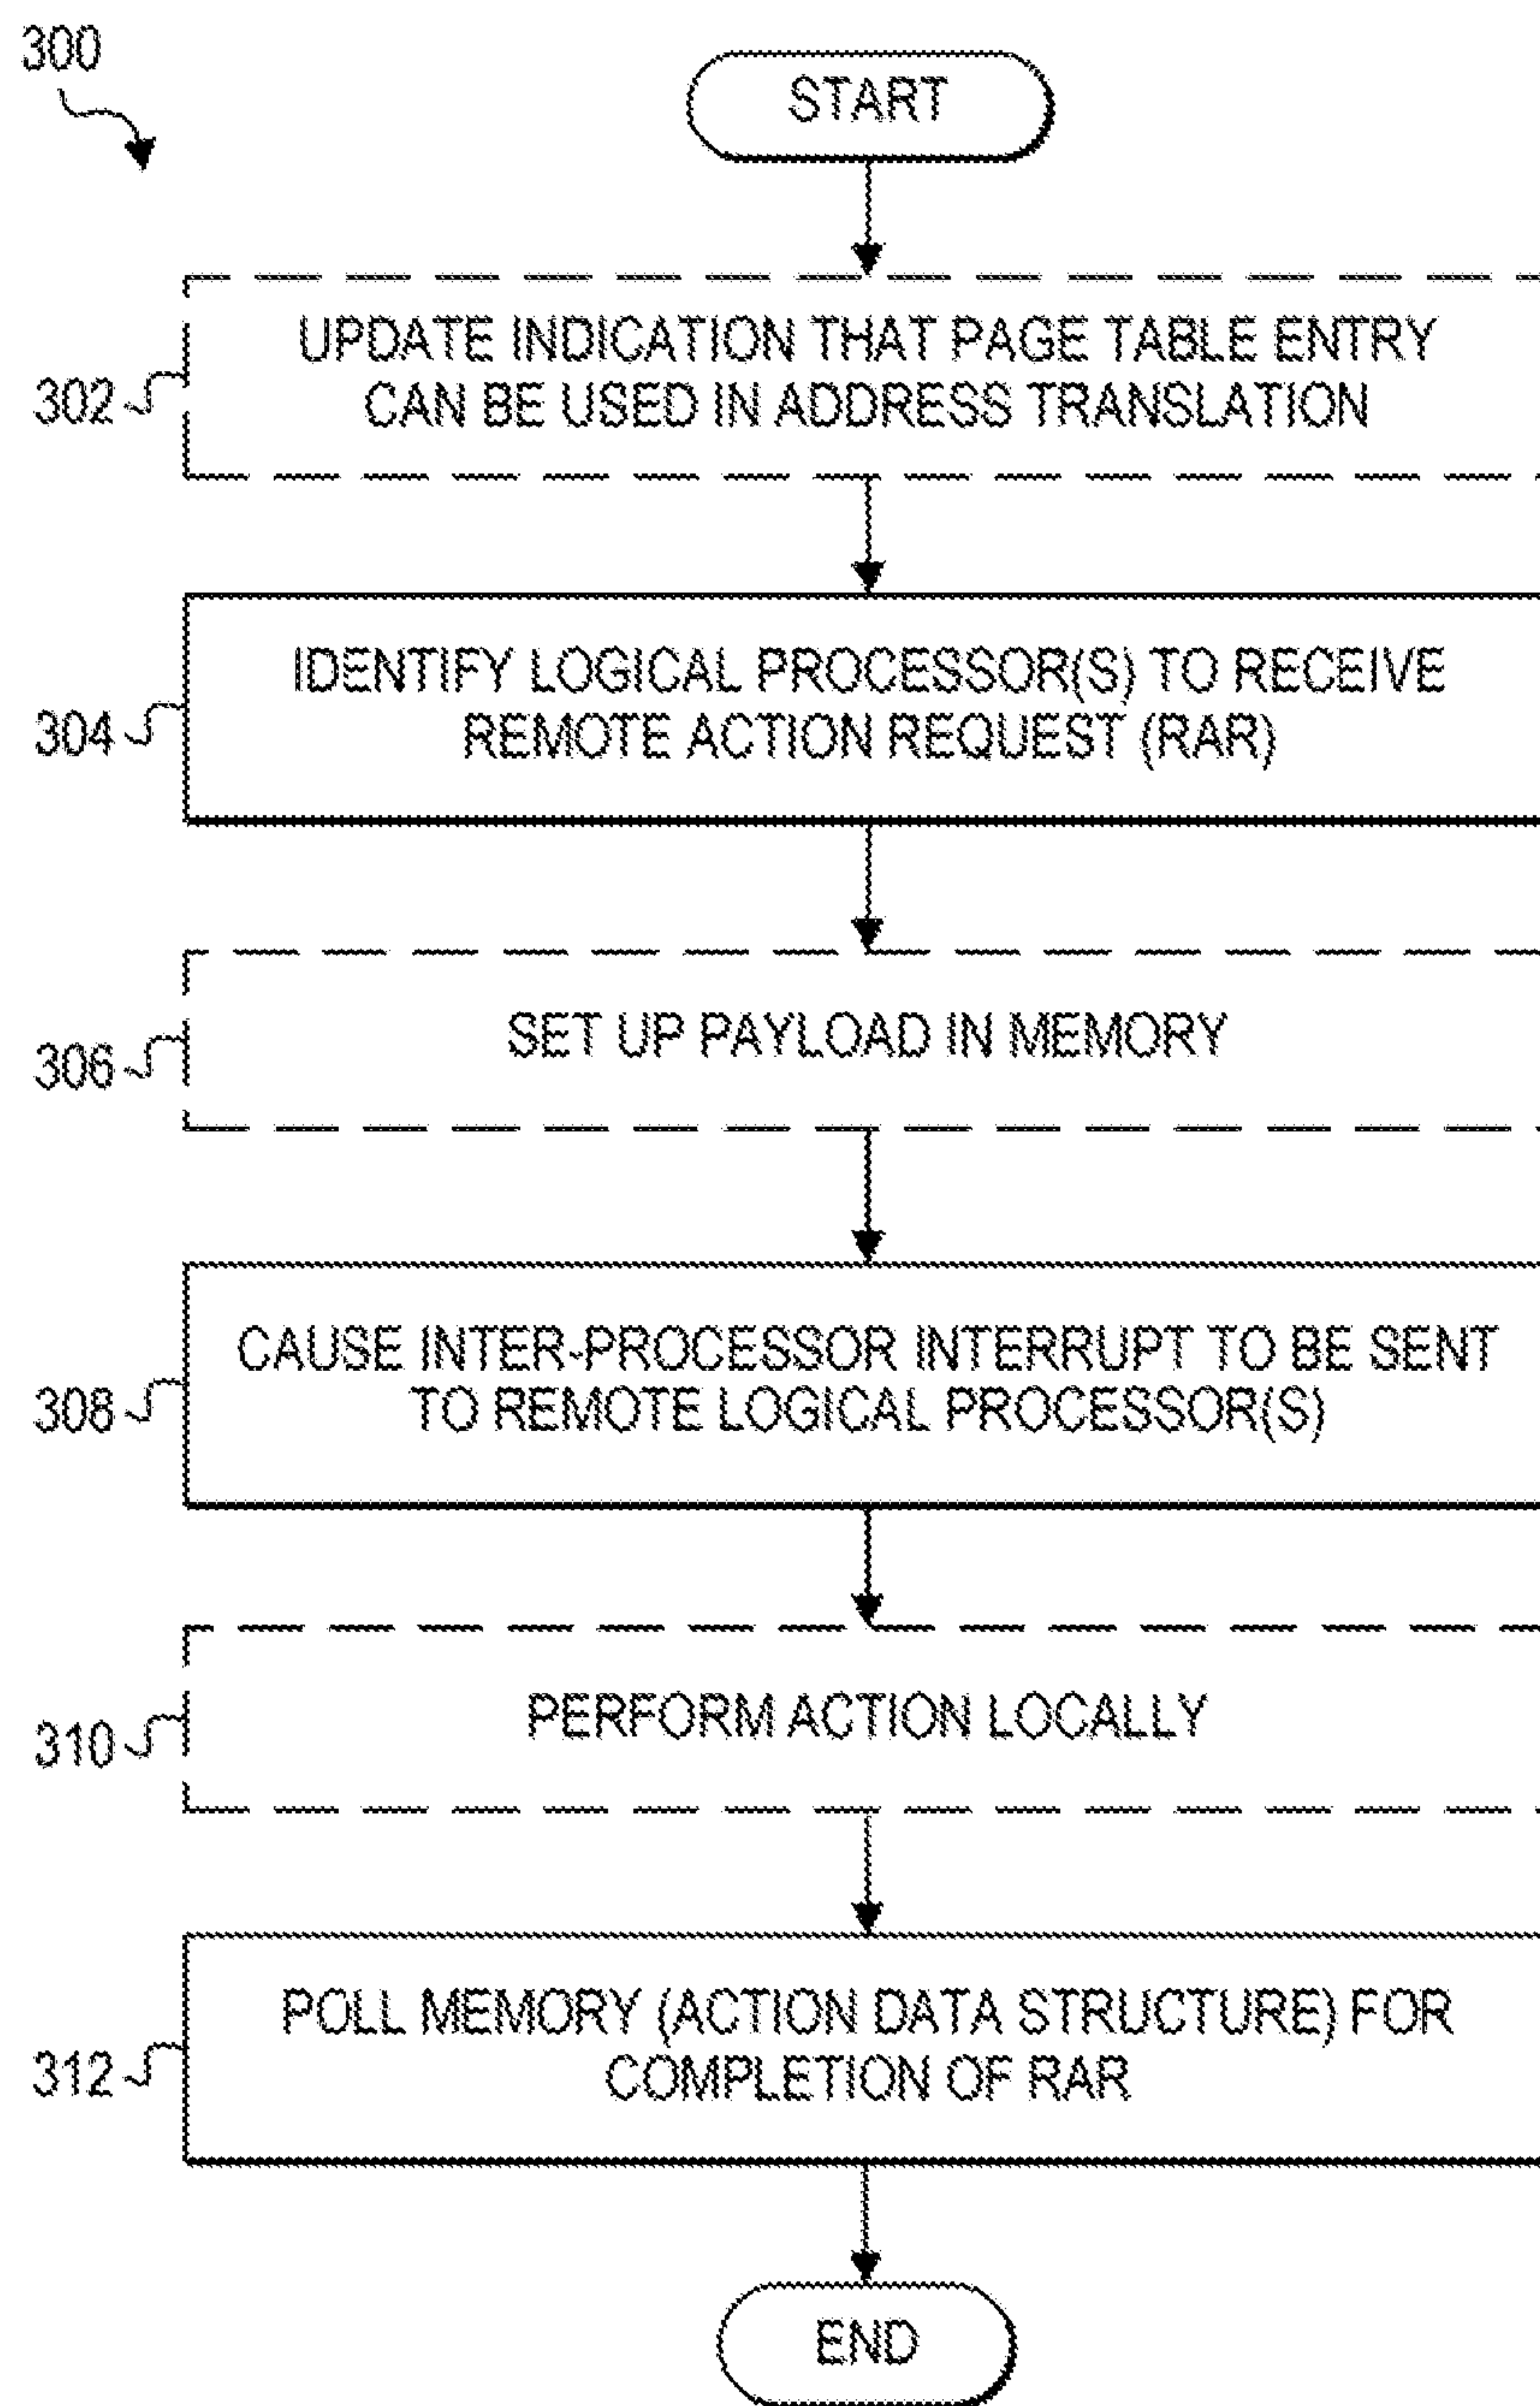 300
START
302
UPDATE INDICATION THAT PAGE TABLE ENTRY
CAN BE USED IN ADDRESS TRANSLATION
304
IDENTIFY LOGICAL PROCESSOR(S) TO RECEIVE
REMOTE ACTION REQUEST (RAR)
306
SET UP PAYLOAD IN MEMORY
308
CAUSE INTER-PROCESSOR INTERRUPT TO BE SENT
TO REMOTE LOGICAL PROCESSOR(S)
310
PERFORM ACTION LOCALLY
312
POLL MEMORY (ACTION DATA STRUCTURE) FOR
COMPLETION OF RAR
END